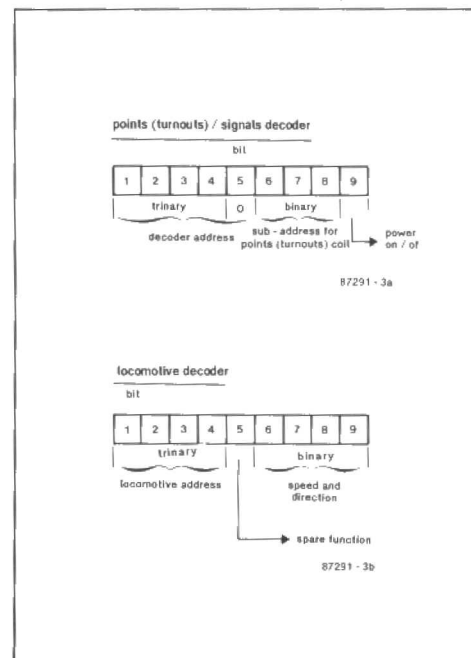 points (turnouts) / signals decoder
bit
1 2 3 4 5 6 7 8 9
trinary 0 binary
decoder address sub - address for points (turnouts) coil
power on / of
87291 - 3a
locomotive decoder
bit
1 2 3 4 5 6 7 8 9
trinary binary
locomotive address speed and direction
spare function
87291 - 3b